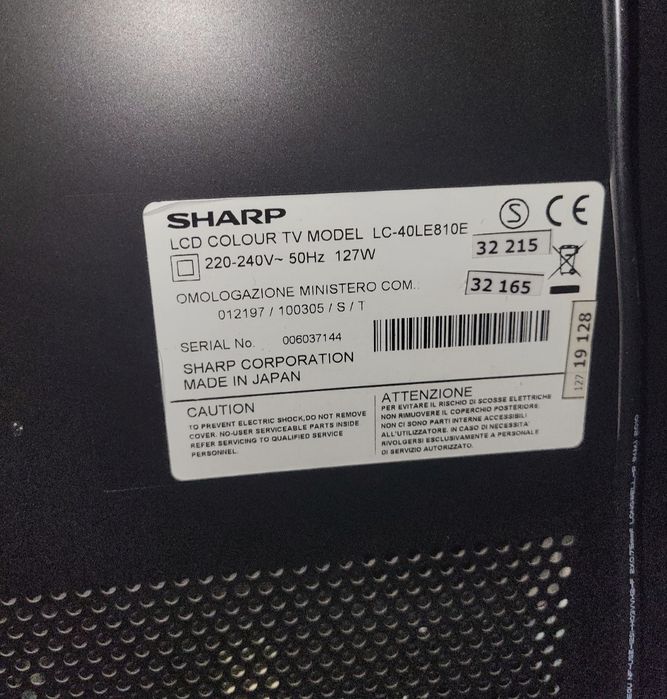 SHARP
LCD COLOUR TV MODEL LC-40LE810E
S CE
220-240V~ 50Hz 127W
32 215
OMOLOGAZIONE MINISTERO COM.:
32 165
012197 / 100305 / S / T
SERIAL No. 006037144
SHARP CORPORATION
MADE IN JAPAN
127 19 128
CAUTION
TO PREVENT ELECTRIC SHOCK,DO NOT REMOVE
COVER. NO-USER SERVICEABLE PARTS INSIDE
REFER SERVICING TO QUALIFIED SERVICE
PERSONNEL.
ATTENZIONE
PER EVITARE IL RISCHIO DI SCOSSE ELETTRICHE
NON RIMUOVERE IL COPERCHIO POSTERIORE.
NON CI SONO PARTI INTERNE ACCESSIBILI
ALL'UTILIZZATORE. IN CASO DI NECESSITA'
RIVOLGERSI ESCLUSIVAMENTE A PERSONALE
DI SERVIZIO AUTORIZZATO.
LONGWELL